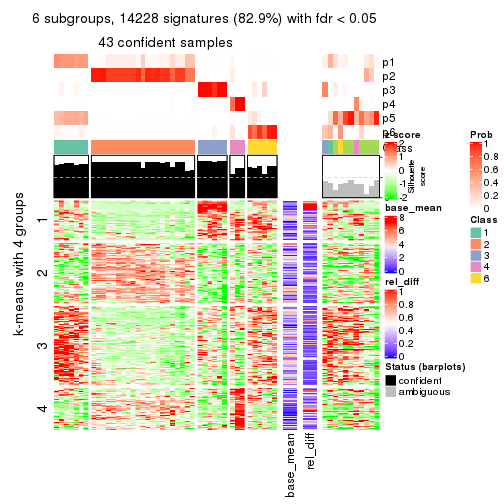 6 subgroups, 14228 signatures (82.9%) with fdr < 0.05
43 confident samples
p1
p2
p3
p4
p5
p6
Class
z-score
2
1
0
-1
-2
Silhouette score
Prob
1
0.8
0.6
0.4
0.2
0
Class
1
2
3
4
6
base_mean
8
6
4
2
0
rel_diff
1
0.8
0.6
0.4
0.2
0
Status (barplots)
confident
ambiguous
k-means with 4 groups
1
2
3
4
base_mean
rel_diff